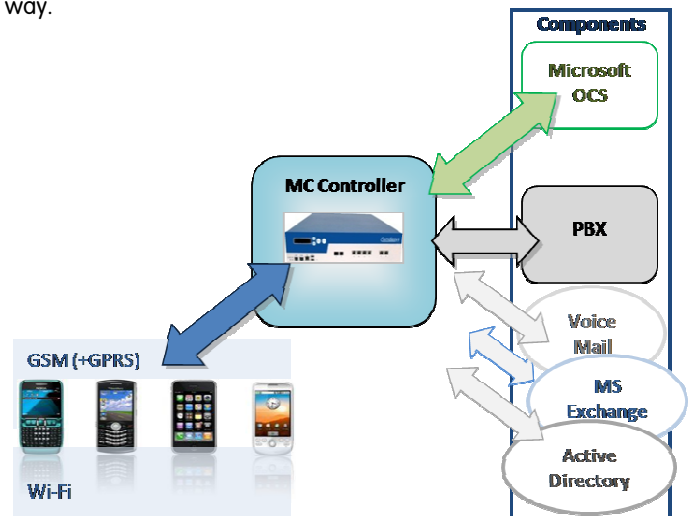 way.
Components
Microsoft
OCS
MC Controller
PBX
Voice
Mail
GSM (+GPRS)
MS
Exchange
Active
Directory
Wi-Fi